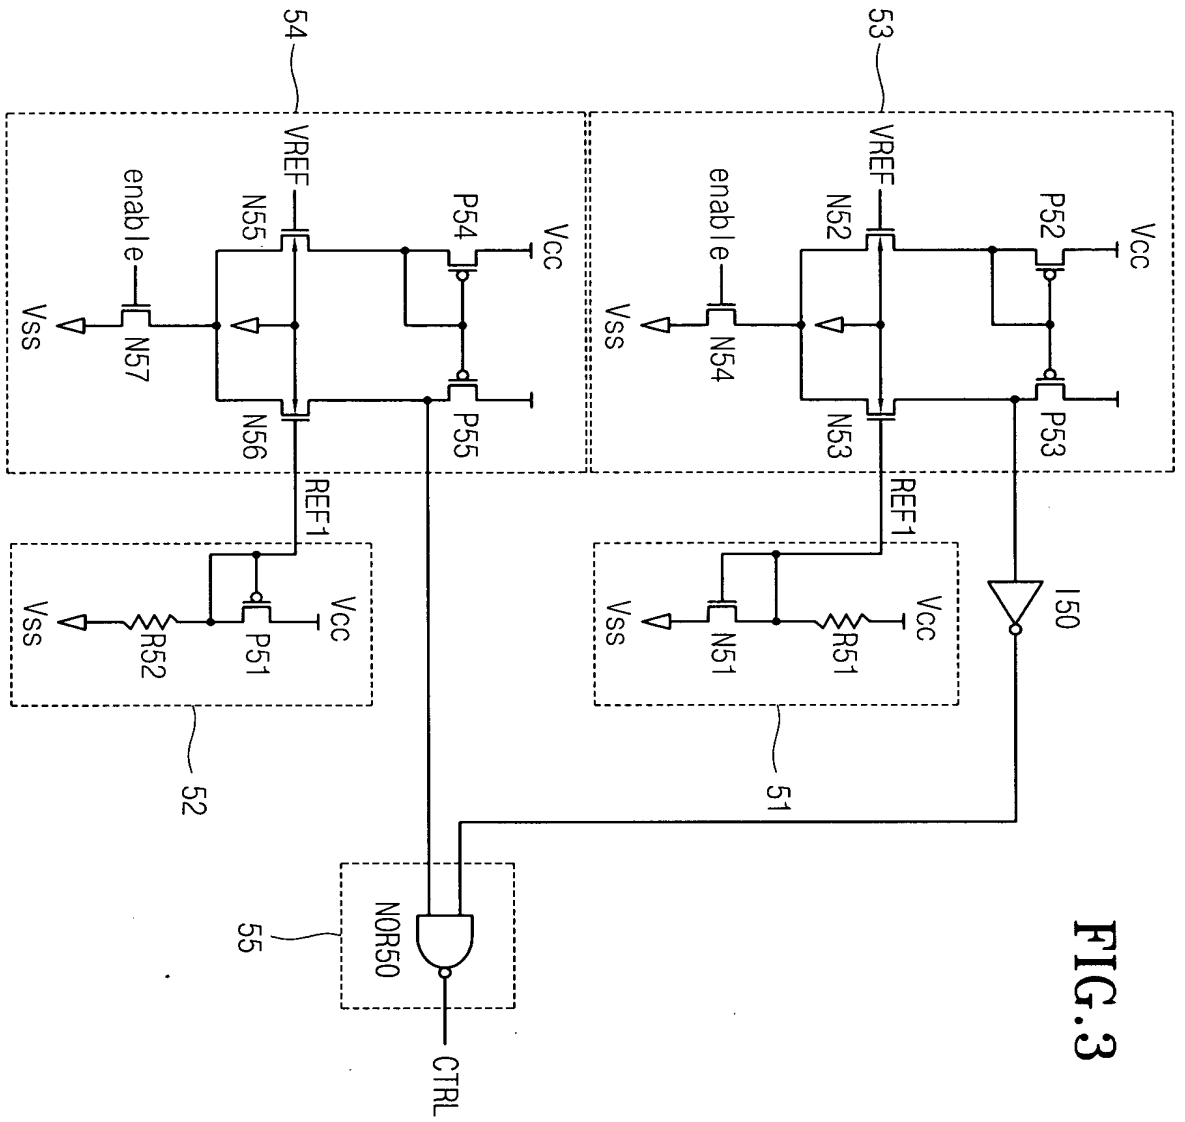 FIG.3
53
Vcc
P52
P53
VREF
N52
N53
enable
N54
Vss
REF1
I50
Vcc
R51
N51
Vss
51
54
Vcc
P54
P55
VREF
N55
N56
enable
N57
Vss
REF1
Vcc
P51
R52
Vss
52
NOR50
CTRL
55